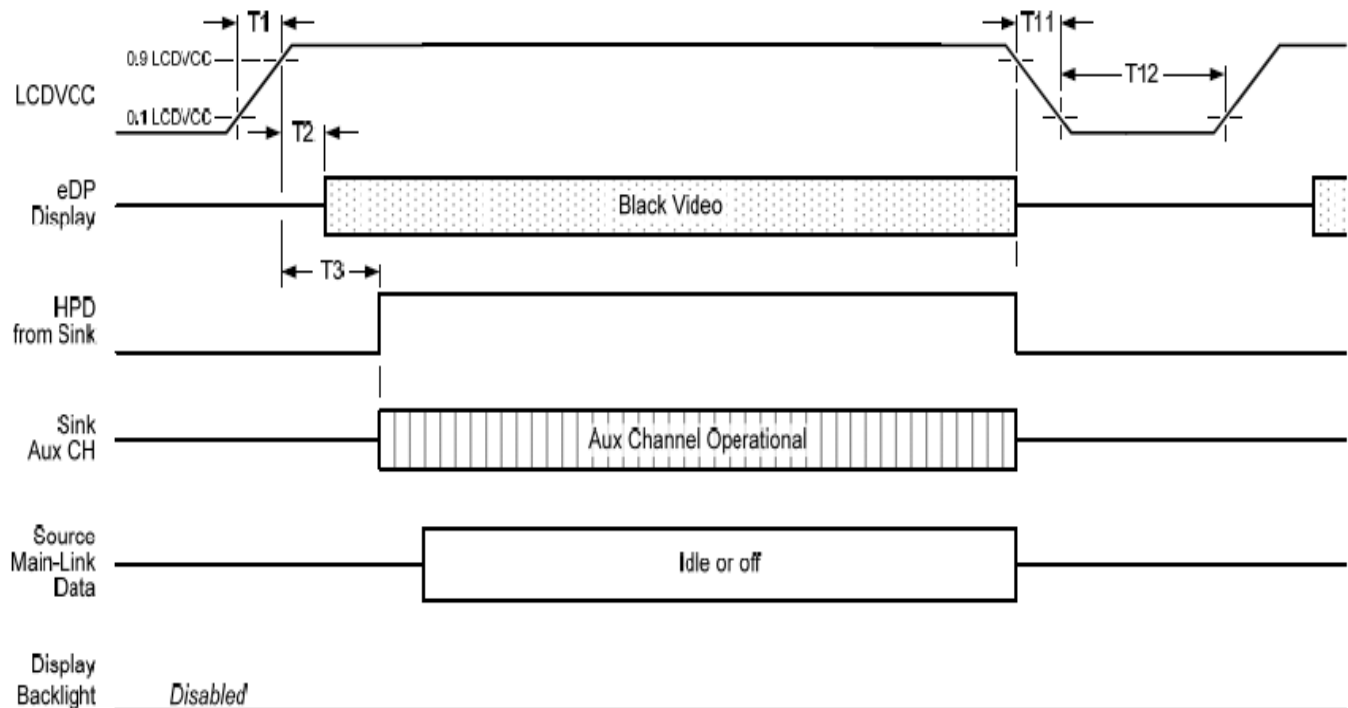 T1
T11
0.9 LCDVCC
LCDVCC
T12
0.1 LCDVCC
T2
eDP
Display
Black Video
T3
HPD
from Sink
Sink
Aux CH
Aux Channel Operational
Source
Main-Link
Data
Idle or off
Display
Backlight
Disabled